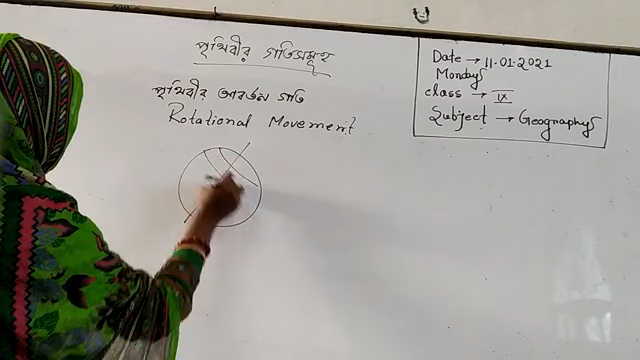 পৃথিবীর গতিসমূহ
পৃথিবীর আবর্তন গতি
Rotational Movement
Date → 11.01.2021
Monday
class → IX
Subject → Geography